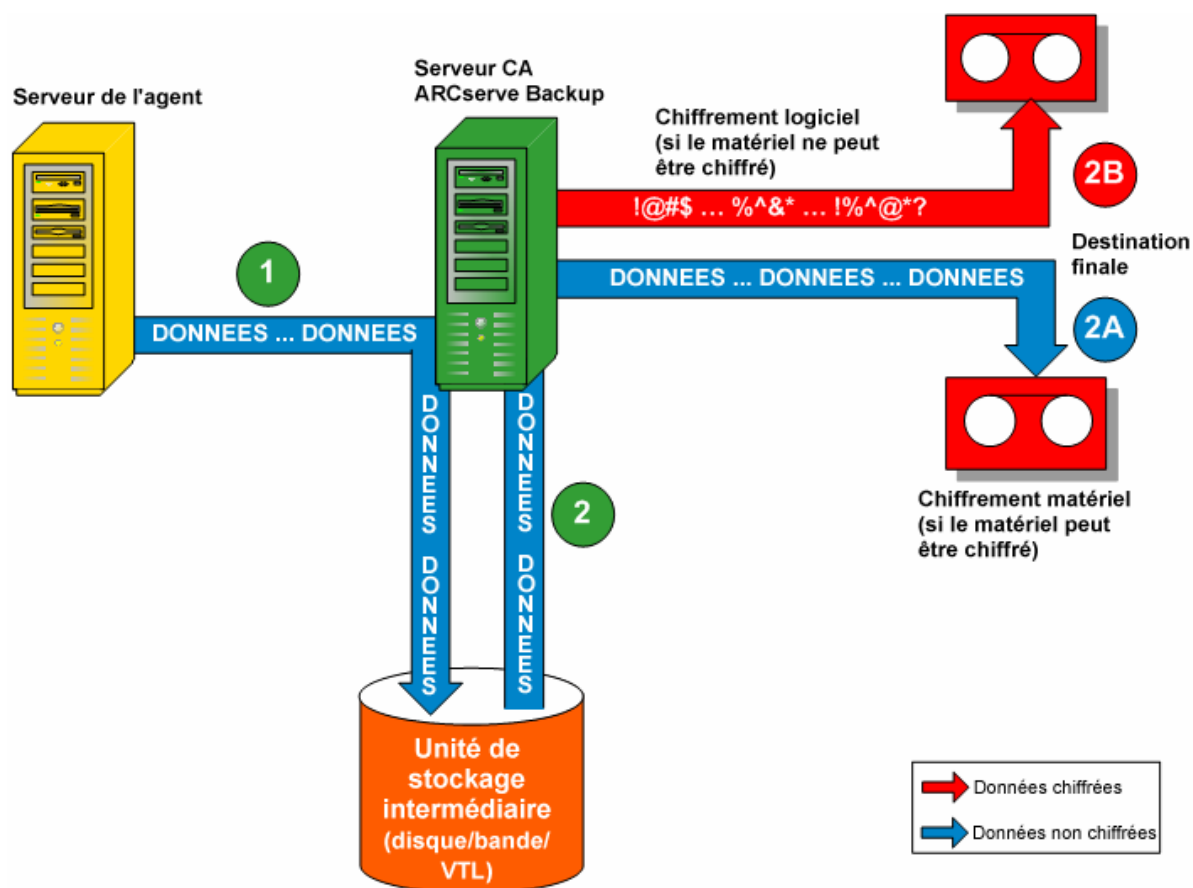 Serveur de l'agent
Serveur CA
ARCserve Backup
Chiffrement logiciel
(si le matériel ne peut
être chiffré)
2B
!@#$ ... %^&* ... !%^@*?
Destination
finale
1
DONNEES ... DONNEES ... DONNEES
2A
DONNEES ... DONNEES
DONNEES DONNEES
DONNEES DONNEES
2
Chiffrement matériel
(si le matériel peut
être chiffré)
Unité de
stockage
intermédiaire
(disque/bande/
VTL)
Données chiffrées
Données non chiffrées